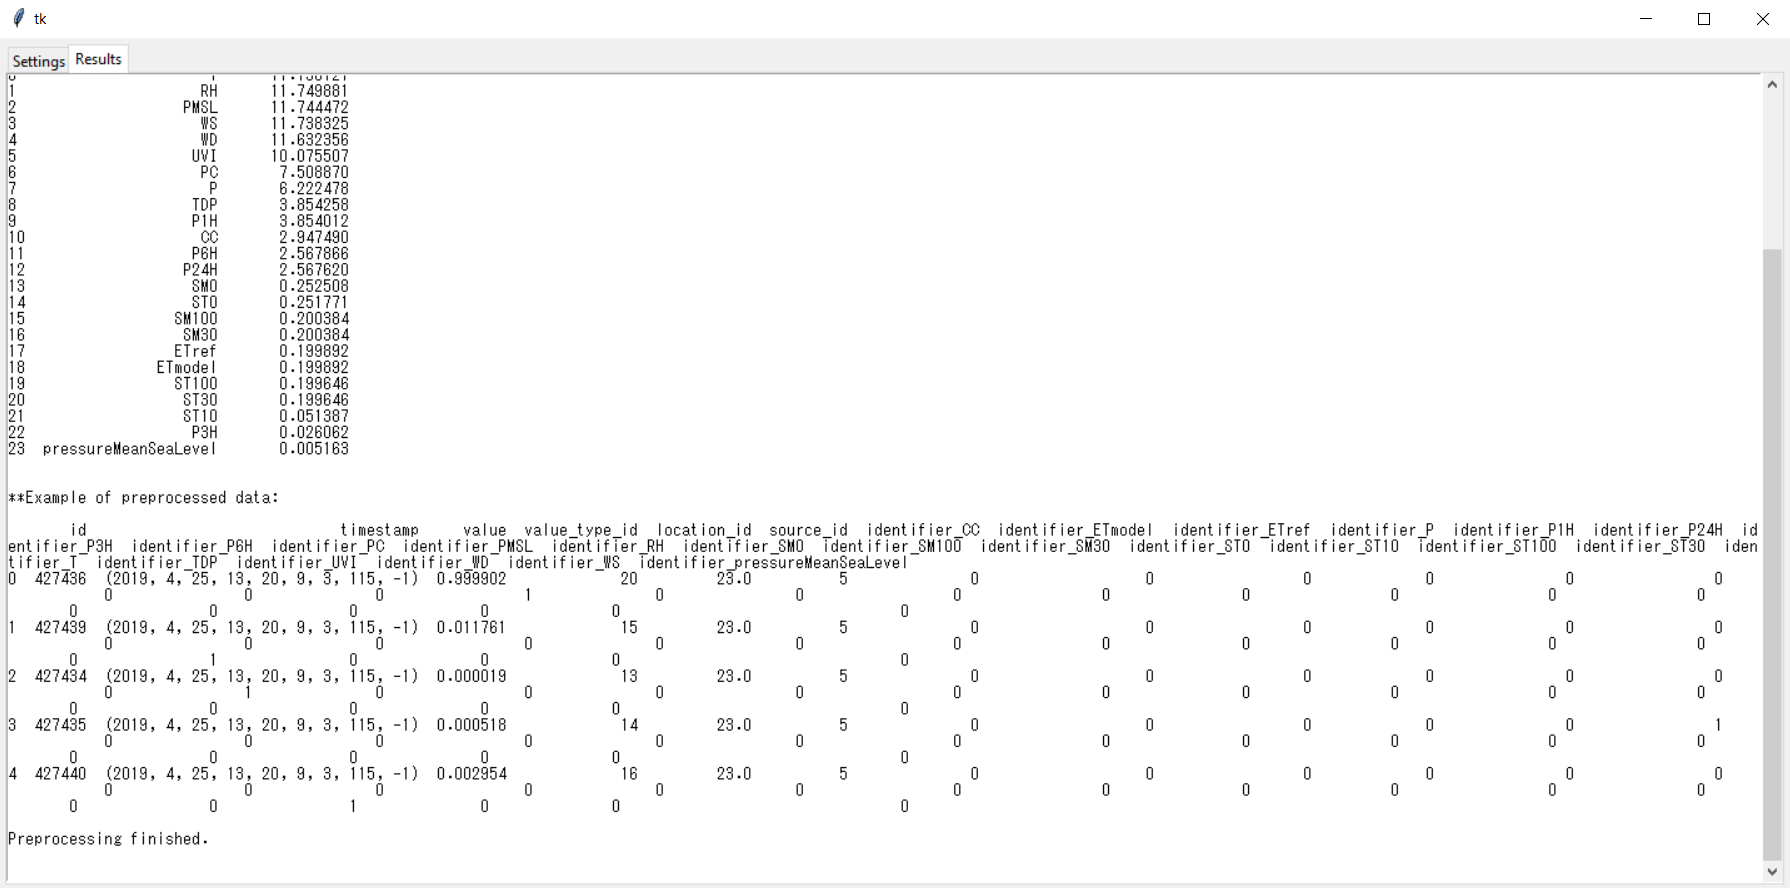 tk
Settings Results
1 RH 11.749881
2 PMSL 11.744472
3 WS 11.738325
4 WD 11.632356
5 UVI 10.075507
6 PC 7.508870
7 P 6.222478
8 TDP 3.854258
9 P1H 3.854012
10 CC 2.947490
11 P6H 2.567866
12 P24H 2.567620
13 SM0 0.252508
14 ST0 0.251771
15 SM100 0.200384
16 SM30 0.200384
17 ETref 0.199892
18 ETmodel 0.199892
19 ST100 0.199646
20 ST30 0.199646
21 ST10 0.051387
22 P3H 0.026062
23 pressureMeanSeaLevel 0.005163
**Example of preprocessed data:
id timestamp value value_type_id location_id source_id identifier_CC identifier_ETmodel identifier_ETref identifier_P identifier_P1H identifier_P24H id
entifier_P3H identifier_P6H identifier_PC identifier_PMSL identifier_RH identifier_SM0 identifier_SM100 identifier_SM30 identifier_ST0 identifier_ST10 identifier_ST100 identifier_ST30 iden
tifier_T identifier_TDP identifier_UVI identifier_WD identifier_WS identifier_pressureMeanSeaLevel
0 427436 (2019, 4, 25, 13, 20, 9, 3, 115, -1) 0.999902 20 23.0 5 0 0 0 0 0 0
0 0 0 1 0 0 0 0 0 0 0 0
0 0 0 0 0 0
1 427439 (2019, 4, 25, 13, 20, 9, 3, 115, -1) 0.011761 15 23.0 5 0 0 0 0 0 0
0 0 0 0 0 0 0 0 0 0 0 0
0 1 0 0 0 0
2 427434 (2019, 4, 25, 13, 20, 9, 3, 115, -1) 0.000019 13 23.0 5 0 0 0 0 0 0
0 1 0 0 0 0 0 0 0 0 0 0
0 0 0 0 0 0
3 427435 (2019, 4, 25, 13, 20, 9, 3, 115, -1) 0.000518 14 23.0 5 0 0 0 0 0 1
0 0 0 0 0 0 0 0 0 0 0 0
0 0 0 0 0 0
4 427440 (2019, 4, 25, 13, 20, 9, 3, 115, -1) 0.002954 16 23.0 5 0 0 0 0 0 0
0 0 0 0 0 0 0 0 0 0 0 0
0 0 1 0 0 0
Preprocessing finished.